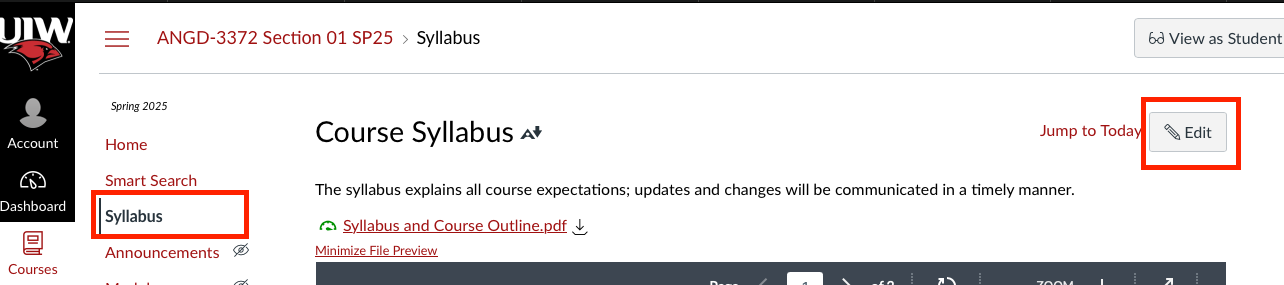 UIW
ANGD-3372 Section 01 SP25 > Syllabus
View as Student
Spring 2025
Account
Home
Course Syllabus
Jump to Today
Edit
Smart Search
The syllabus explains all course expectations; updates and changes will be communicated in a timely manner.
Dashboard
Syllabus
Syllabus and Course Outline.pdf
Announcements
Minimize File Preview
Courses
Page 1 of 2
ZOOM